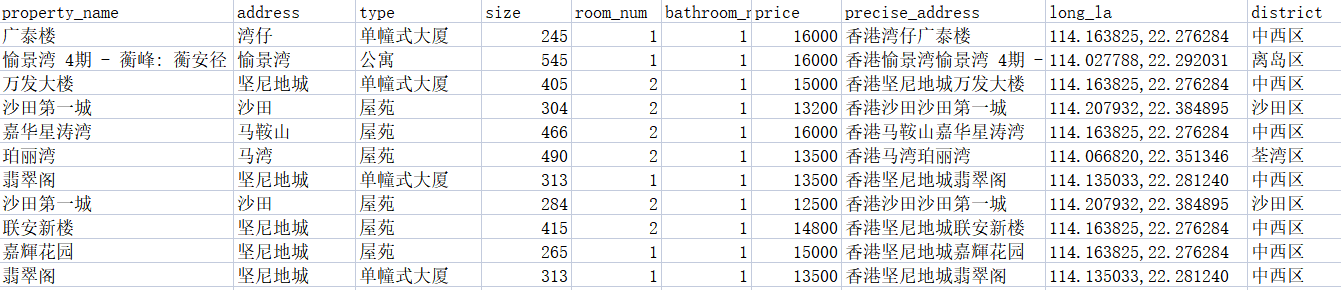 property_name address type size room_num bathroom_n price precise_address long_la district
广泰楼 湾仔 单幢式大厦 245 1 1 16000 香港湾仔广泰楼 114.163825,22.276284 中西区
愉景湾 4期 - 蘅峰: 蘅安径 愉景湾 公寓 545 1 1 16000 香港愉景湾愉景湾 4期 - 114.027788,22.292031 离岛区
万发大楼 坚尼地城 单幢式大厦 405 2 1 15000 香港坚尼地城万发大楼 114.163825,22.276284 中西区
沙田第一城 沙田 屋苑 304 2 1 13200 香港沙田沙田第一城 114.207932,22.384895 沙田区
嘉华星涛湾 马鞍山 屋苑 466 2 1 16000 香港马鞍山嘉华星涛湾 114.163825,22.276284 中西区
珀丽湾 马湾 屋苑 490 2 1 13500 香港马湾珀丽湾 114.066820,22.351346 荃湾区
翡翠阁 坚尼地城 单幢式大厦 313 1 1 13500 香港坚尼地城翡翠阁 114.135033,22.281240 中西区
沙田第一城 沙田 屋苑 284 2 1 12500 香港沙田沙田第一城 114.207932,22.384895 沙田区
联安新楼 坚尼地城 屋苑 415 2 1 14800 香港坚尼地城联安新楼 114.163825,22.276284 中西区
嘉輝花园 坚尼地城 屋苑 265 1 1 15000 香港坚尼地城嘉輝花园 114.163825,22.276284 中西区
翡翠阁 坚尼地城 单幢式大厦 313 1 1 13500 香港坚尼地城翡翠阁 114.135033,22.281240 中西区